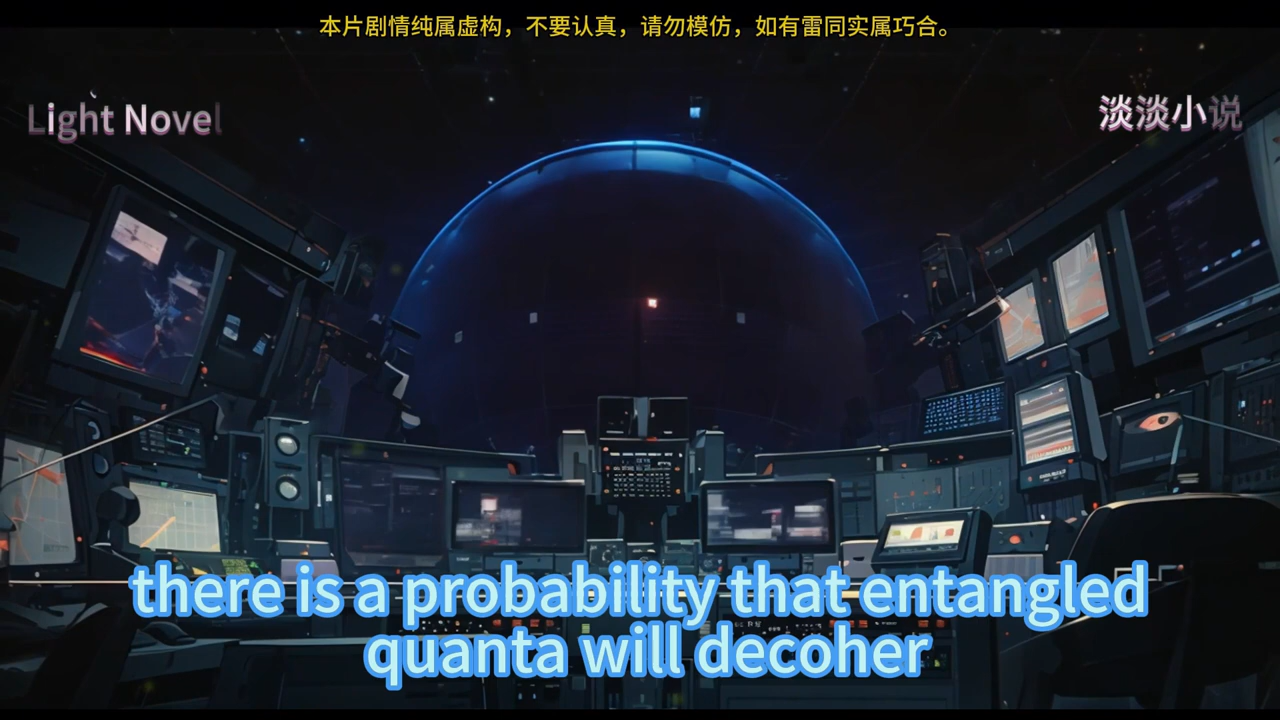 本片剧情纯属虚构，不要认真，请勿模仿，如有雷同实属巧合。
Light Novel
淡淡小说
there is a probability that entangled
quanta will decoher